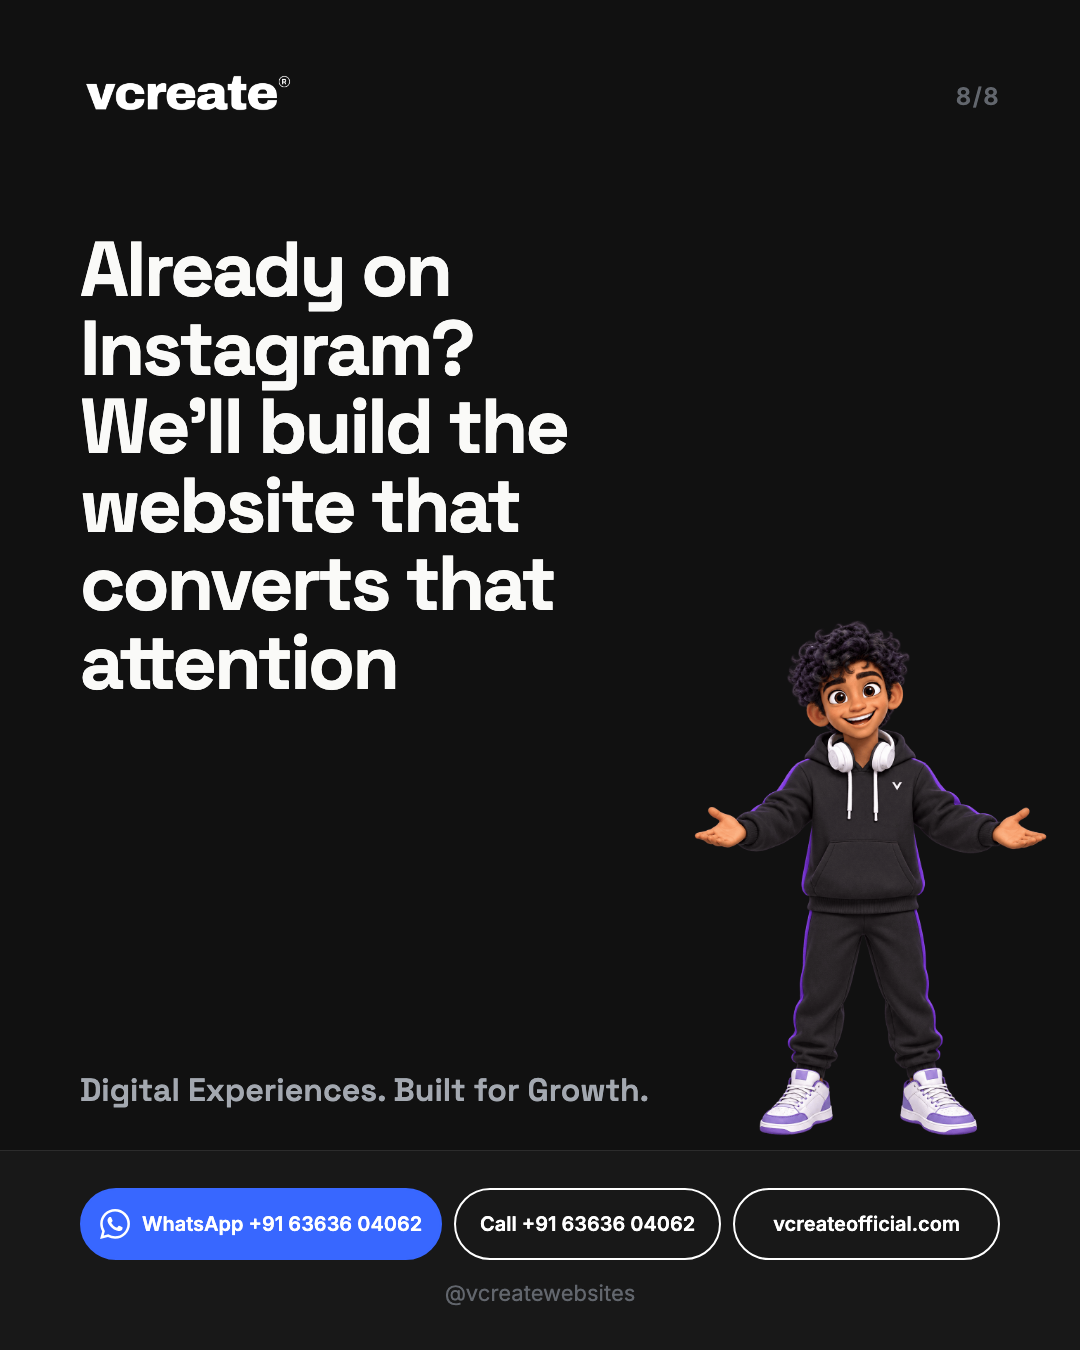 vcreate®
8/8
Already on
Instagram?
We’ll build the
website that
converts that
attention
V
Digital Experiences. Built for Growth.
WhatsApp +91 63636 04062
Call +91 63636 04062
vcreateofficial.com
@vcreatewebsites